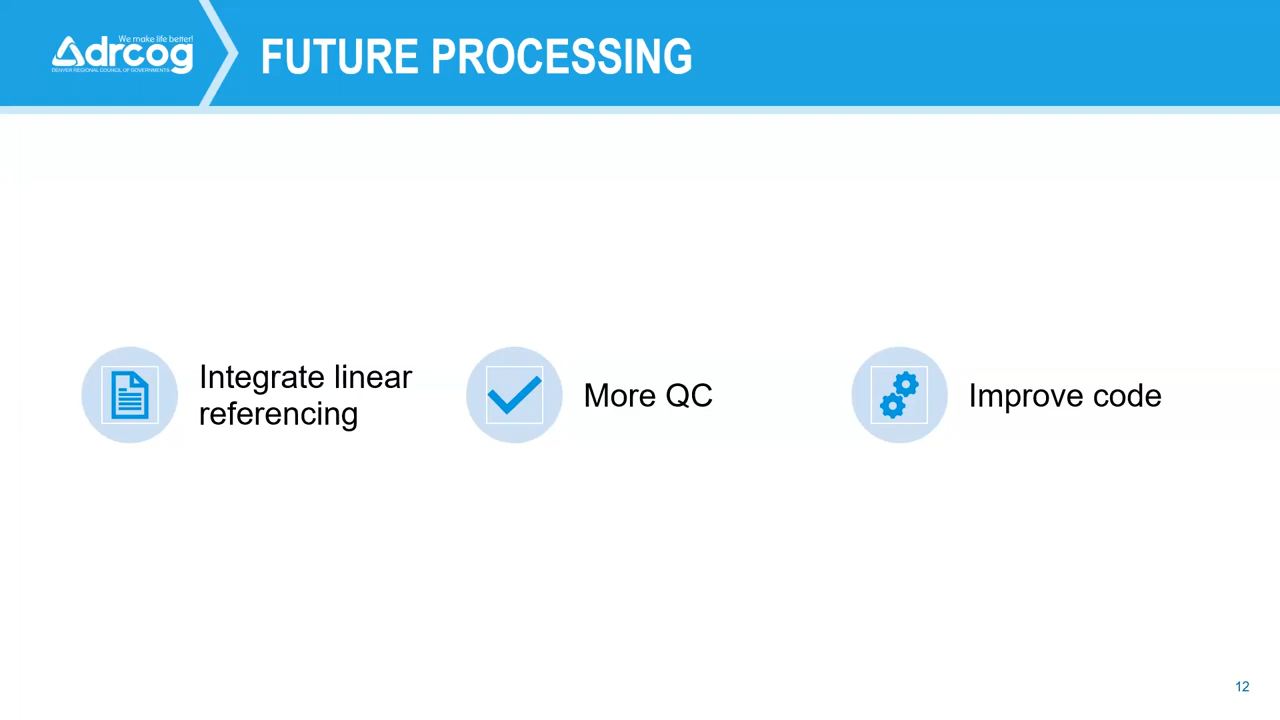 We make life better!
drcog
DENVER REGIONAL COUNCIL OF GOVERNMENTS
FUTURE PROCESSING
Integrate linear
referencing
More QC
Improve code
12